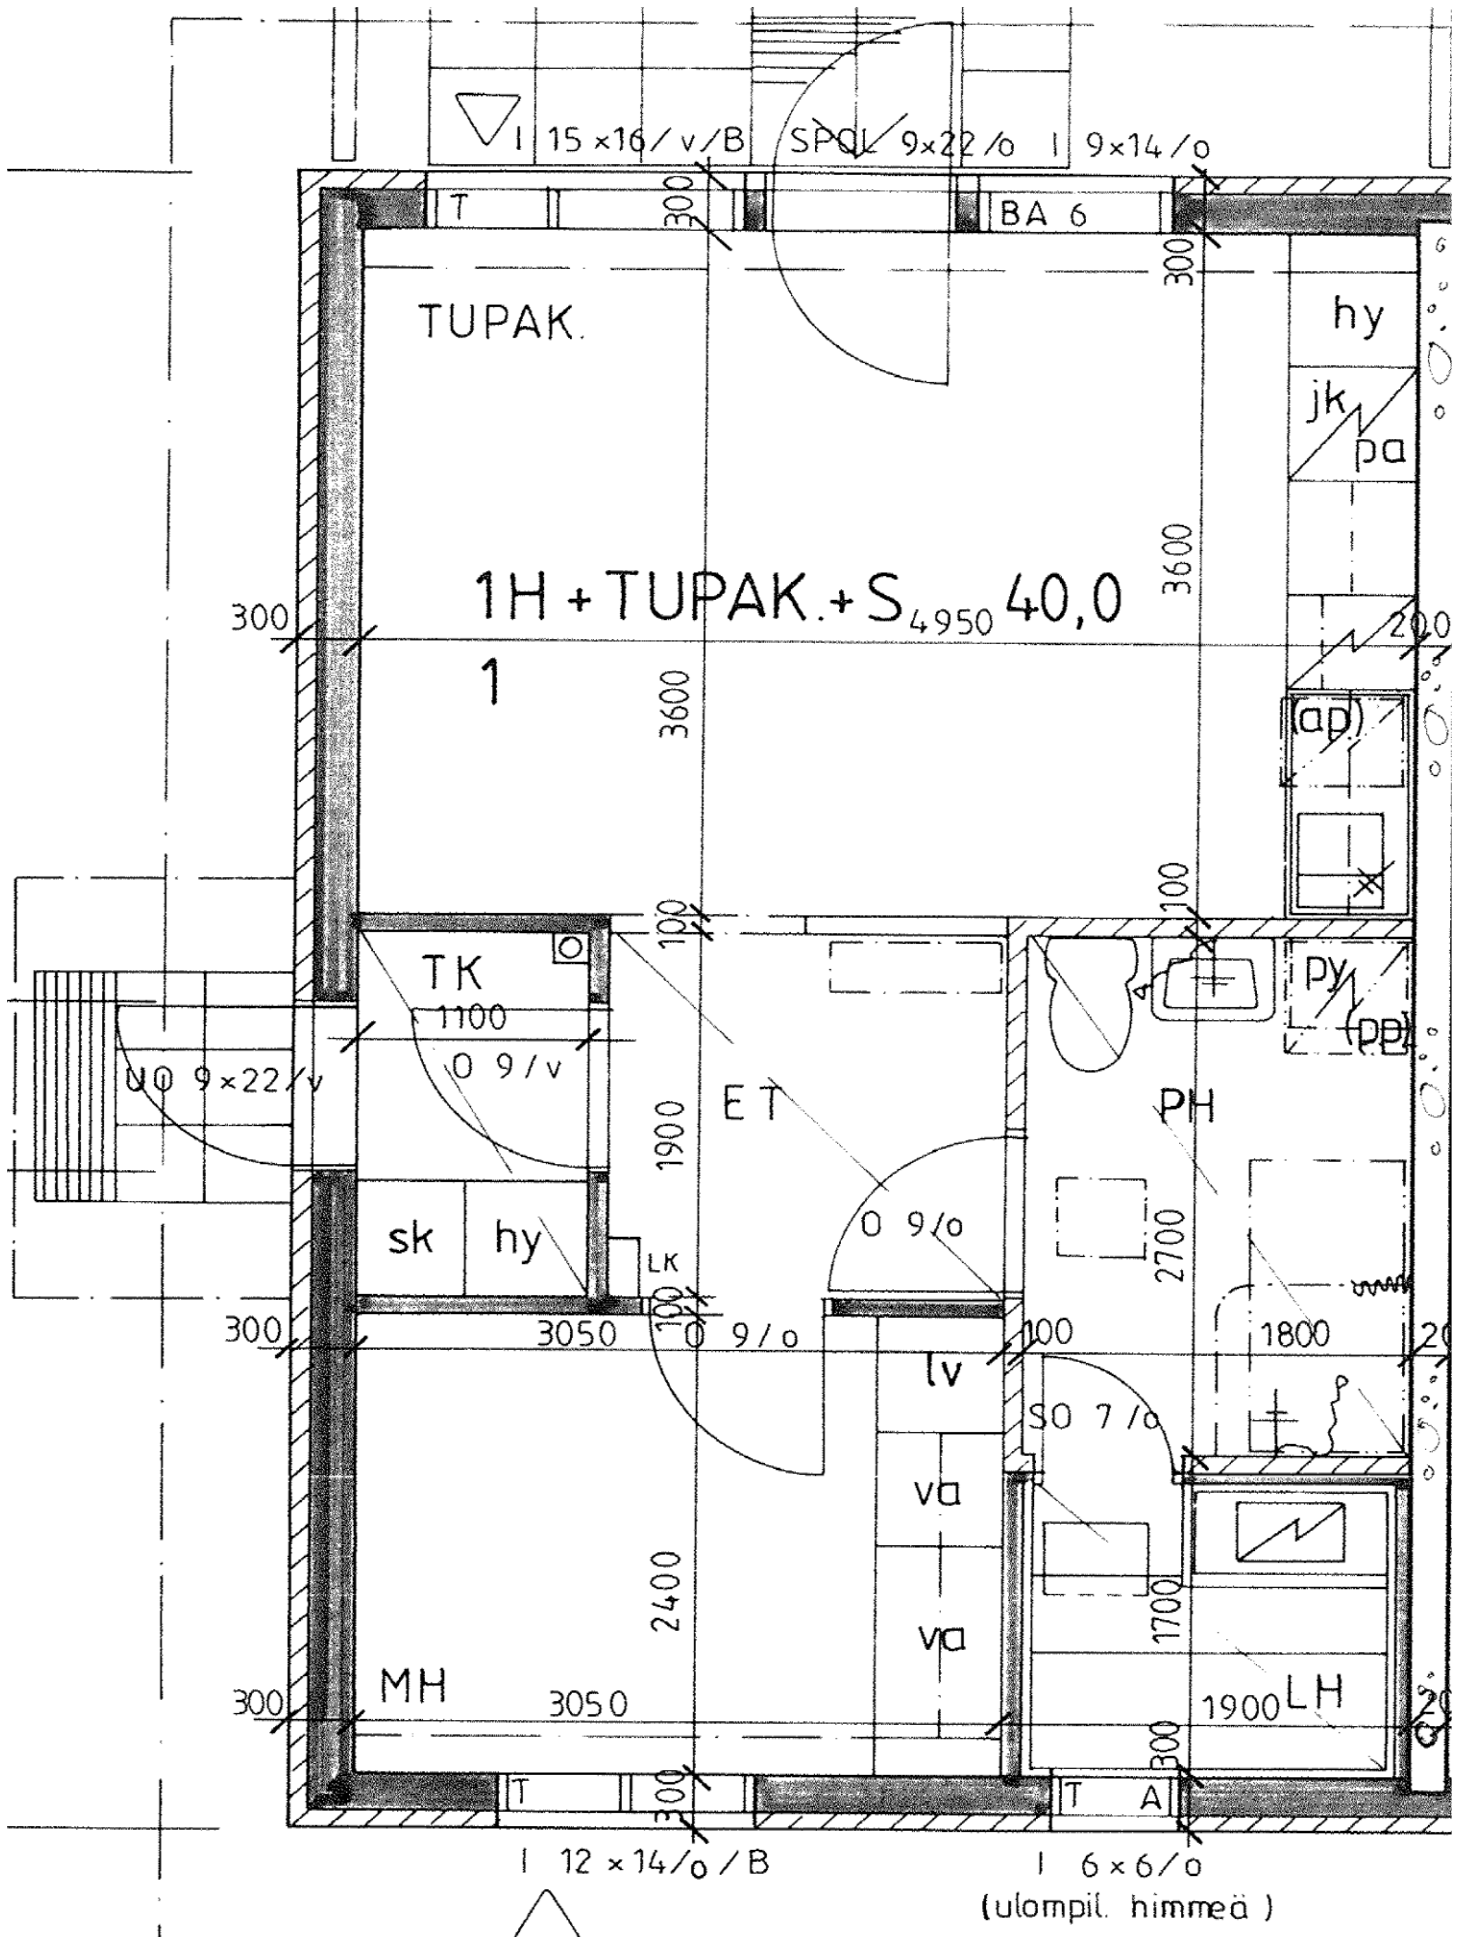 I 15×16/v/B SPOL 9×22/o I 9×14/o
T 300 BA 6
300
TUPAK. hy
jk
pa
3600
1H + TUPAK. + S 40,0
300 4950 200
1 3600
(ap)
100
100
TK py
1100 (pp)
O 9/v
UO 9×22/v ET PH
1900
O 9/o
sk hy LK 2700
100
300 3050 O 9/o 100 1800 20
lv
SO 7/o
va
2400 1700
va
MH
300 3050 1900 LH 20
300
T 300 T A
I 12×14/o/B I 6×6/o
(ulompil. himmeä)